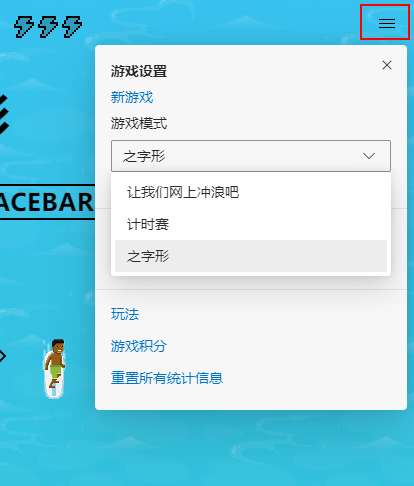 游戏设置
新游戏
游戏模式
之字形
让我们网上冲浪吧
计时赛
之字形
ACEBAR
玩法
游戏积分
重置所有统计信息